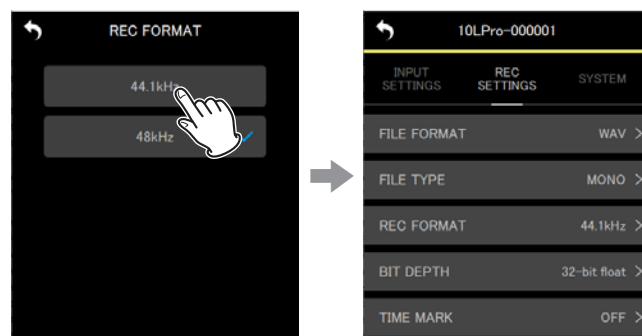 REC FORMAT
44.1kHz
48kHz
10LPro-000001
INPUT
SETTINGS
REC
SETTINGS
SYSTEM
FILE FORMAT WAV >
FILE TYPE MONO >
REC FORMAT 44.1kHz >
BIT DEPTH 32-bit float >
TIME MARK OFF >